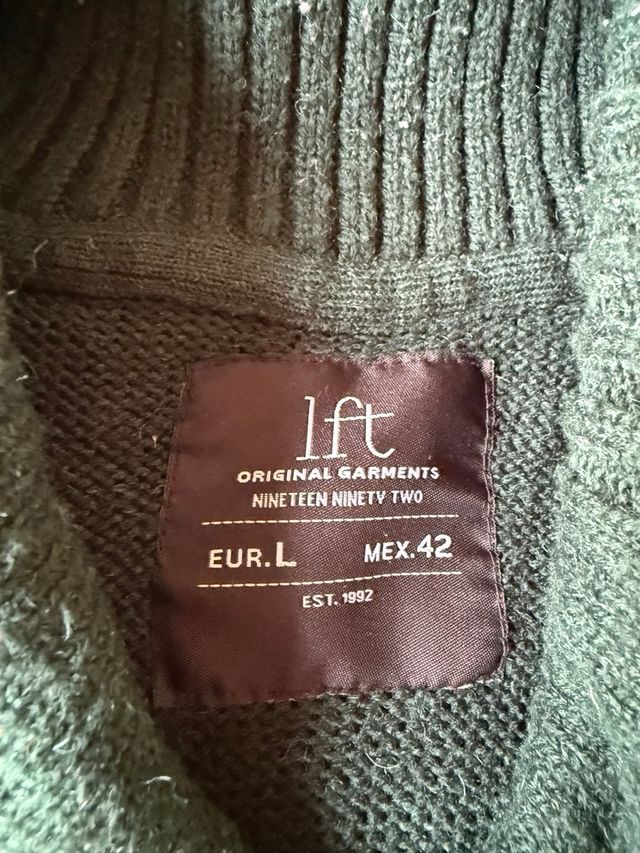 lft
ORIGINAL GARMENTS
NINETEEN NINETY TWO
EUR.L MEX.42
EST. 1992